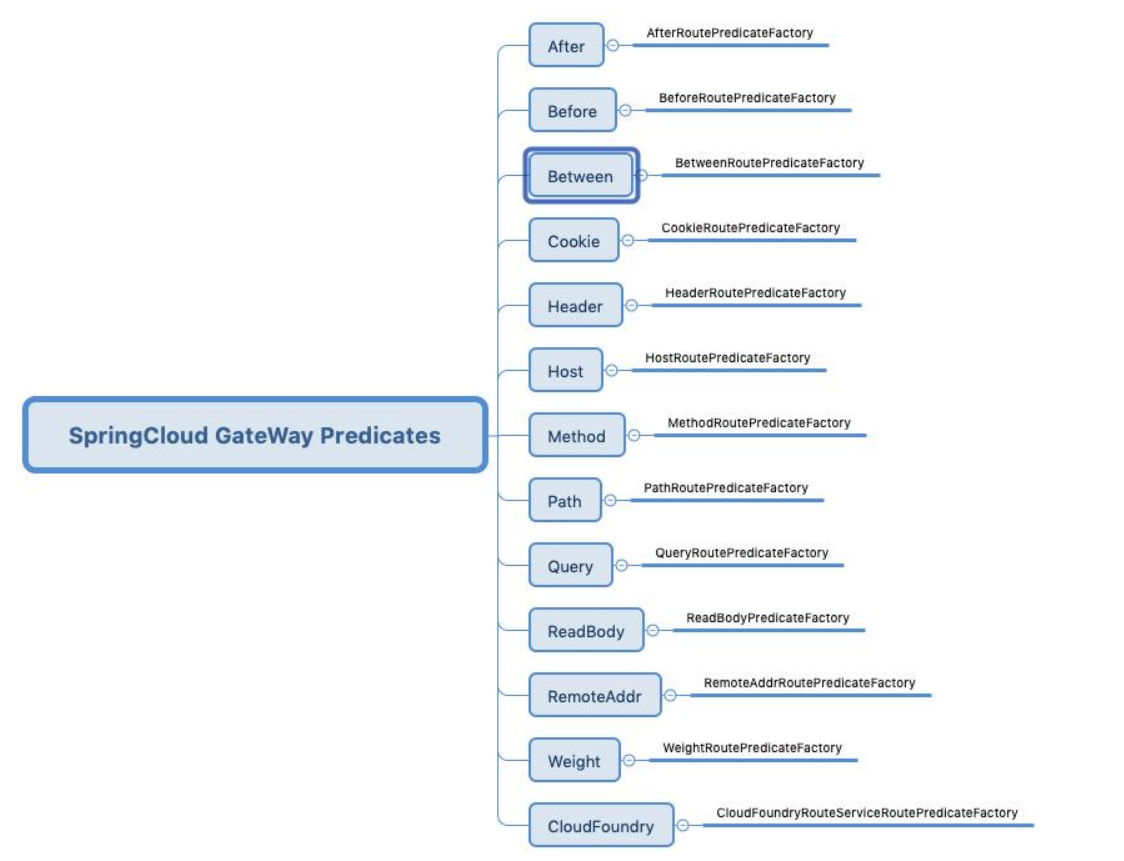 SpringCloud GateWay Predicates
After
AfterRoutePredicateFactory
Before
BeforeRoutePredicateFactory
Between
BetweenRoutePredicateFactory
Cookie
CookieRoutePredicateFactory
Header
HeaderRoutePredicateFactory
Host
HostRoutePredicateFactory
Method
MethodRoutePredicateFactory
Path
PathRoutePredicateFactory
Query
QueryRoutePredicateFactory
ReadBody
ReadBodyPredicateFactory
RemoteAddr
RemoteAddrRoutePredicateFactory
Weight
WeightRoutePredicateFactory
CloudFoundry
CloudFoundryRouteServiceRoutePredicateFactory